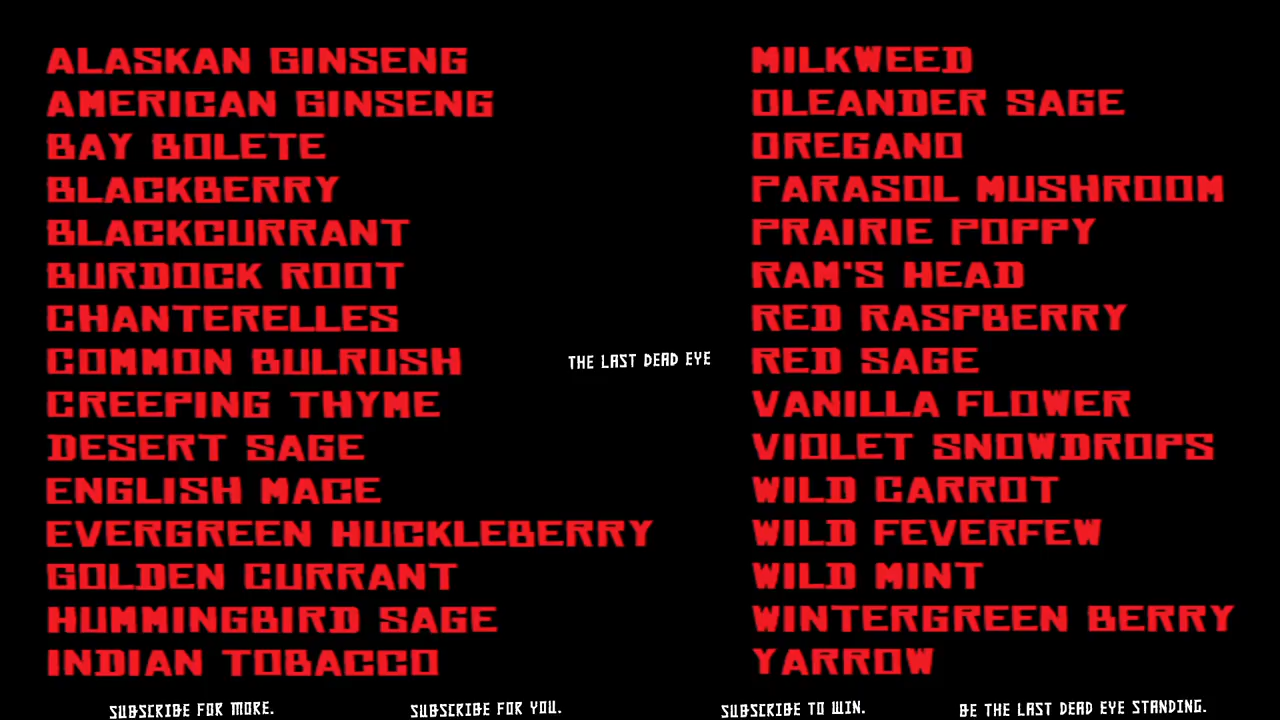 ALASKAN GINSENG
AMERICAN GINSENG
BAY BOLETE
BLACKBERRY
BLACKCURRANT
BURDOCK ROOT
CHANTERELLES
COMMON BULRUSH
CREEPING THYME
DESERT SAGE
ENGLISH MACE
EVERGREEN HUCKLEBERRY
GOLDEN CURRANT
HUMMINGBIRD SAGE
INDIAN TOBACCO
THE LAST DEAD EYE
MILKWEED
OLEANDER SAGE
OREGANO
PARASOL MUSHROOM
PRAIRIE POPPY
RAM'S HEAD
RED RASPBERRY
RED SAGE
VANILLA FLOWER
VIOLET SNOWDROPS
WILD CARROT
WILD FEVERFEW
WILD MINT
WINTERGREEN BERRY
YARROW
SUBSCRIBE FOR MORE. SUBSCRIBE FOR YOU. SUBSCRIBE TO WIN. BE THE LAST DEAD EYE STANDING.